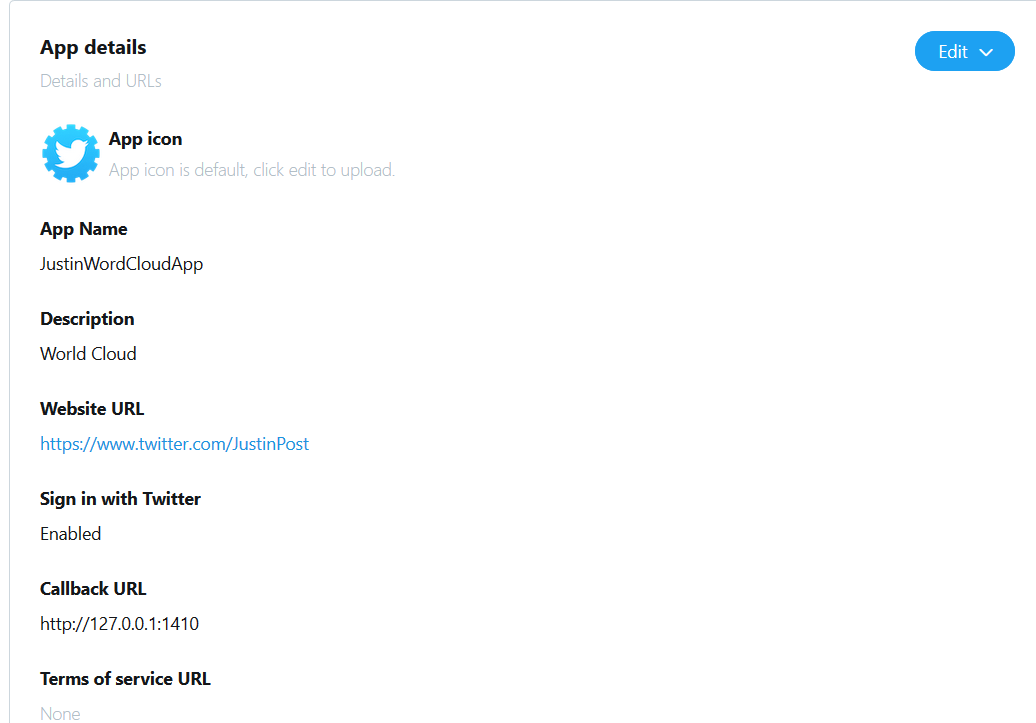 App details
Edit
Details and URLs
App icon
App icon is default, click edit to upload.
App Name
JustinWordCloudApp
Description
World Cloud
Website URL
https://www.twitter.com/JustinPost
Sign in with Twitter
Enabled
Callback URL
http://127.0.0.1:1410
Terms of service URL
None